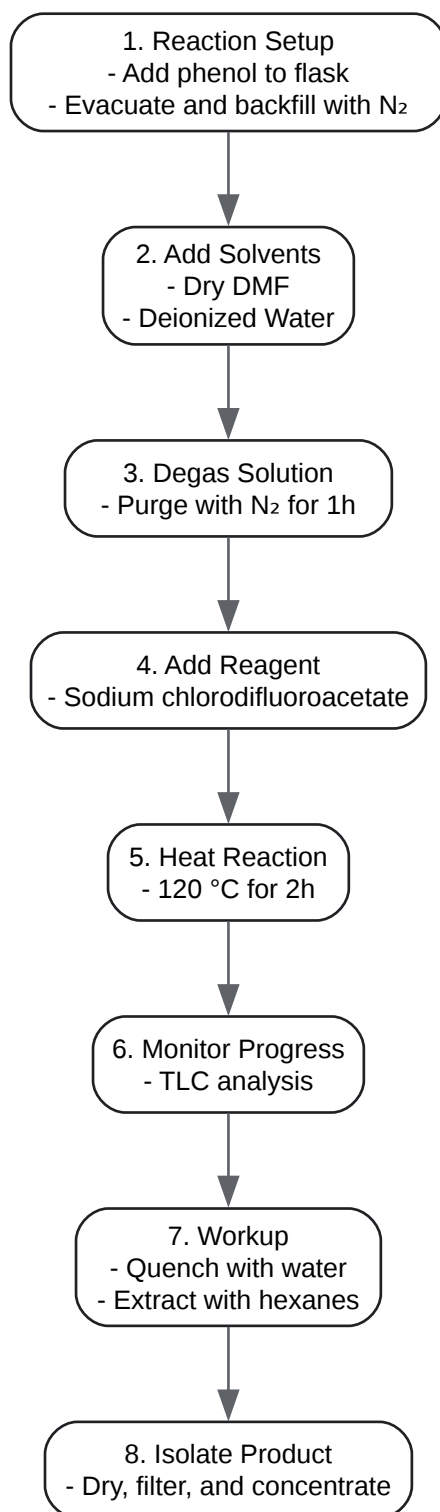 1. Reaction Setup
- Add phenol to flask
- Evacuate and backfill with N₂
2. Add Solvents
- Dry DMF
- Deionized Water
3. Degas Solution
- Purge with N₂ for 1h
4. Add Reagent
- Sodium chlorodifluoroacetate
5. Heat Reaction
- 120 °C for 2h
6. Monitor Progress
- TLC analysis
7. Workup
- Quench with water
- Extract with hexanes
8. Isolate Product
- Dry, filter, and concentrate